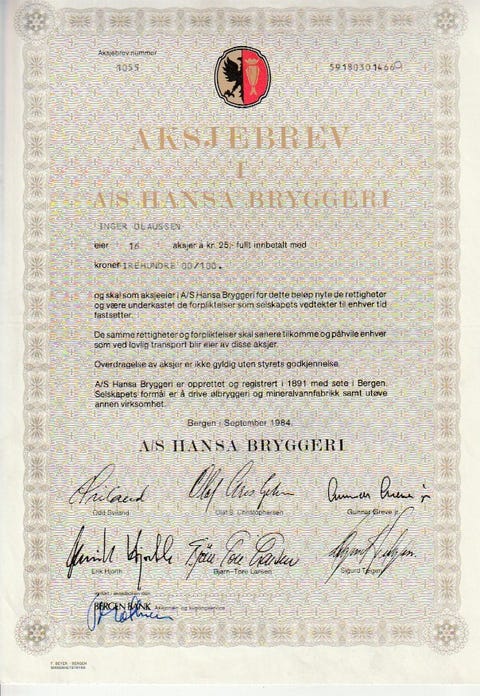 Aksjebrev nummer
1055 591803014660
AKSJEBREV
I
A/S HANSA BRYGGERI
INGER OLAUSSEN
eier 16 aksjer à kr. 25,- fullt innbetalt med
kroner TREHUNDRE 00/100.
og skal som aksjeeier i A/S Hansa Bryggeri for dette beløp nyte de rettigheter
og være underkastet de forpliktelser som selskapets vedtekter til enhver tid
fastsetter.
De samme rettigheter og forpliktelser skal senere tilkomme og påhvile enhver
som ved lovlig transport blir eier av disse aksjer.
Overdragelse av aksjer er ikke gyldig uten styrets godkjennelse.
A/S Hansa Bryggeri er opprettet og registrert i 1891 med sete i Bergen.
Selskapets formål er å drive ølbryggeri og mineralvannfabrikk samt utøve
annen virksomhet.
Bergen i September 1984.
A/S HANSA BRYGGERI
Odd Sviland Olaf S. Christophersen Gunnar Greve jr.
Erik Hjorth Bjørn-Tore Larsen Sigurd
BERGEN BANK
F. BEYER - BERGEN